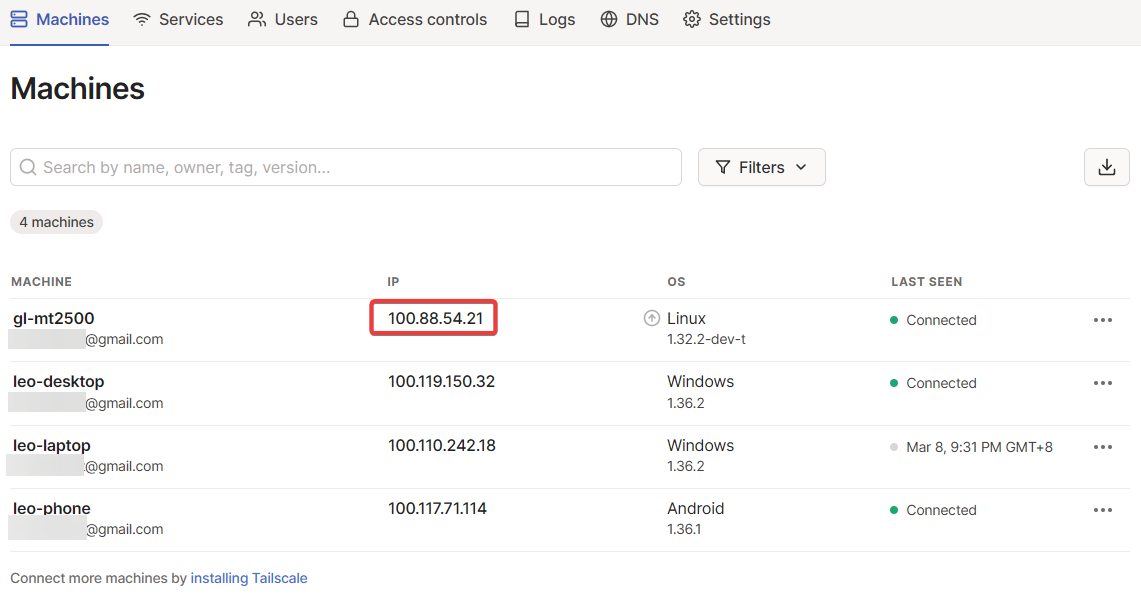 Machines Services Users Access controls Logs DNS Settings
Machines
Search by name, owner, tag, version...
Filters
4 machines
MACHINE IP OS LAST SEEN
gl-mt2500 100.88.54.21 Linux Connected
@gmail.com 1.32.2-dev-t
leo-desktop 100.119.150.32 Windows Connected
@gmail.com 1.36.2
leo-laptop 100.110.242.18 Windows Mar 8, 9:31 PM GMT+8
@gmail.com 1.36.2
leo-phone 100.117.71.114 Android Connected
@gmail.com 1.36.1
Connect more machines by installing Tailscale